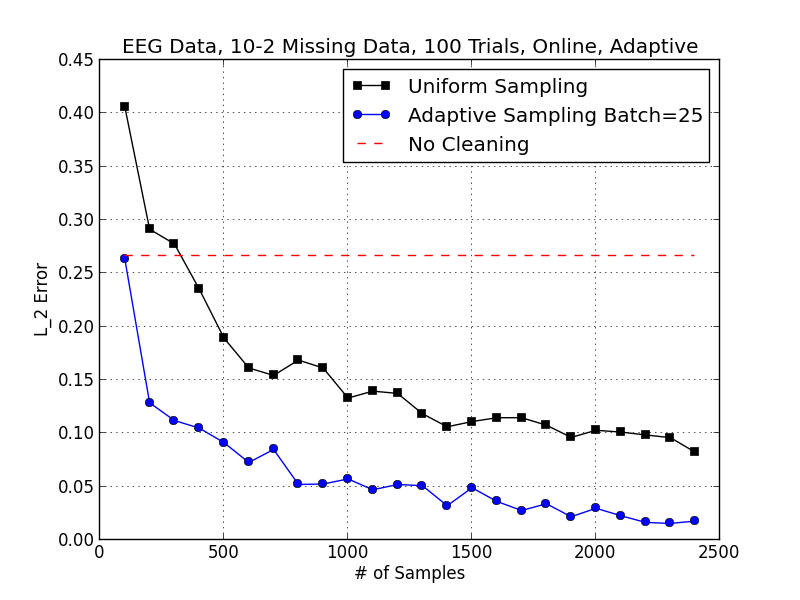 EEG Data, 10-2 Missing Data, 100 Trials, Online, Adaptive
0.45
0.40
0.35
0.30
0.25
0.20
0.15
0.10
0.05
0.00
L_2 Error
Uniform Sampling
Adaptive Sampling Batch=25
No Cleaning
0 500 1000 1500 2000 2500
# of Samples